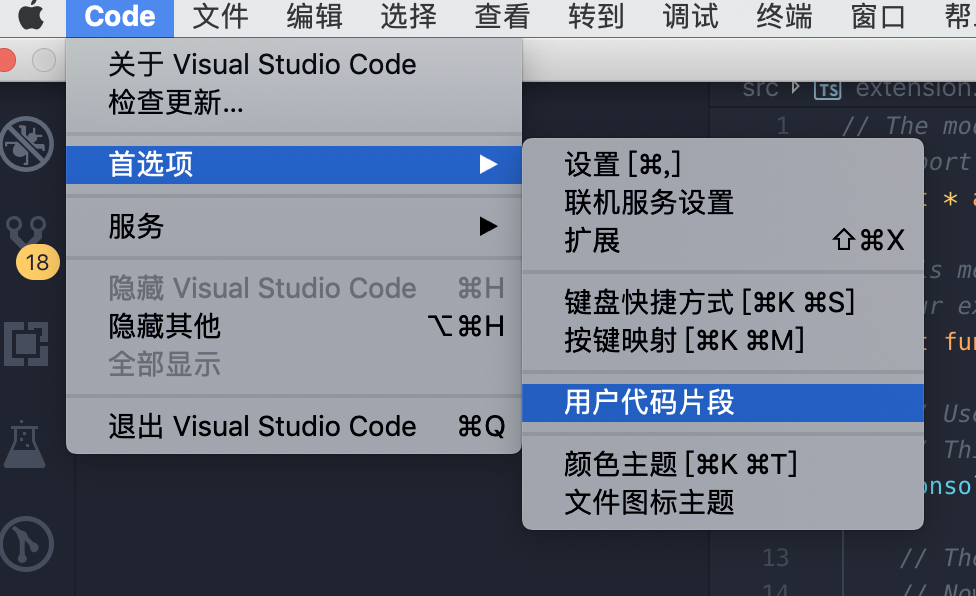 Code 文件 编辑 选择 查看 转到 调试 终端 窗口
关于 Visual Studio Code
检查更新...
首选项
服务
隐藏 Visual Studio Code ⌘H
隐藏其他 ⌥⌘H
全部显示
退出 Visual Studio Code ⌘Q
设置 [⌘,]
联机服务设置
扩展 ⇧⌘X
键盘快捷方式 [⌘K ⌘S]
按键映射 [⌘K ⌘M]
用户代码片段
颜色主题 [⌘K ⌘T]
文件图标主题
18
src TS extension.
1 // The mo
port
* a
is mo
ur ex
fun
Use
Thi
onso
13 // The
14 // Now